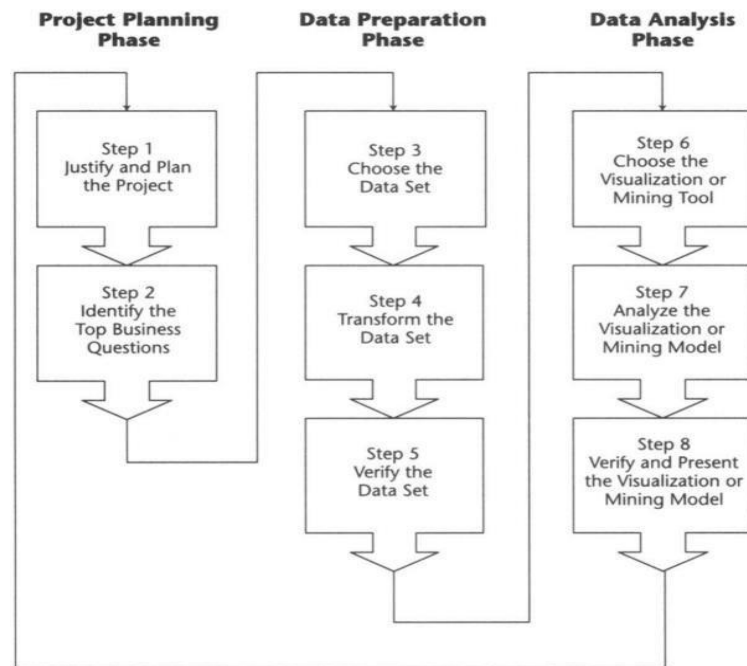 Project Planning
Phase
Step 1
Justify and Plan
the Project
Step 2
Identify the
Top Business
Questions
Data Preparation
Phase
Step 3
Choose the
Data Set
Step 4
Transform the
Data Set
Step 5
Verify the
Data Set
Data Analysis
Phase
Step 6
Choose the
Visualization or
Mining Tool
Step 7
Analyze the
Visualization or
Mining Model
Step 8
Verify and Present
the Visualization or
Mining Model